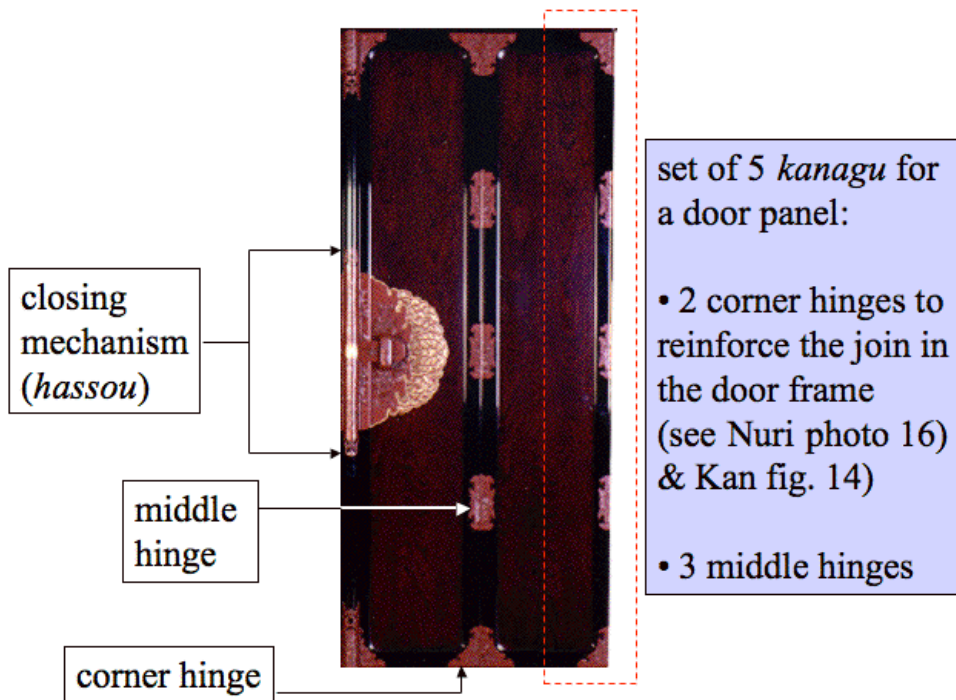 closing
mechanism
(hassou)
middle
hinge
corner hinge
set of 5 kanagu for
a door panel:
• 2 corner hinges to
reinforce the join in
the door frame
(see Nuri photo 16)
& Kan fig. 14)
• 3 middle hinges